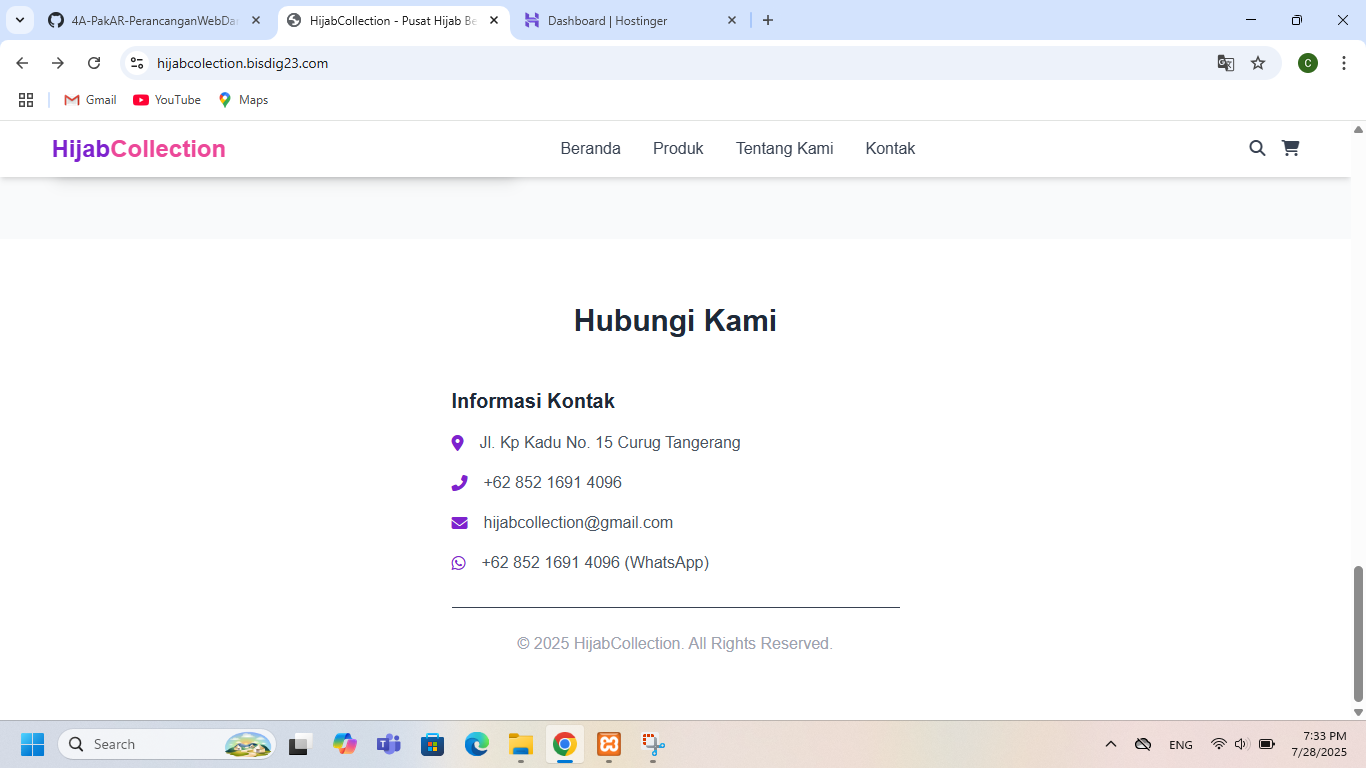 4A-PakAR-PerancanganWebDa
HijabCollection - Pusat Hijab Be
Dashboard | Hostinger
hijabcolection.bisdig23.com
C
Gmail
YouTube
Maps
HijabCollection
Beranda
Produk
Tentang Kami
Kontak
Hubungi Kami
Informasi Kontak
Jl. Kp Kadu No. 15 Curug Tangerang
+62 852 1691 4096
hijabcollection@gmail.com
+62 852 1691 4096 (WhatsApp)
© 2025 HijabCollection. All Rights Reserved.
Search
ENG
7:33 PM
7/28/2025